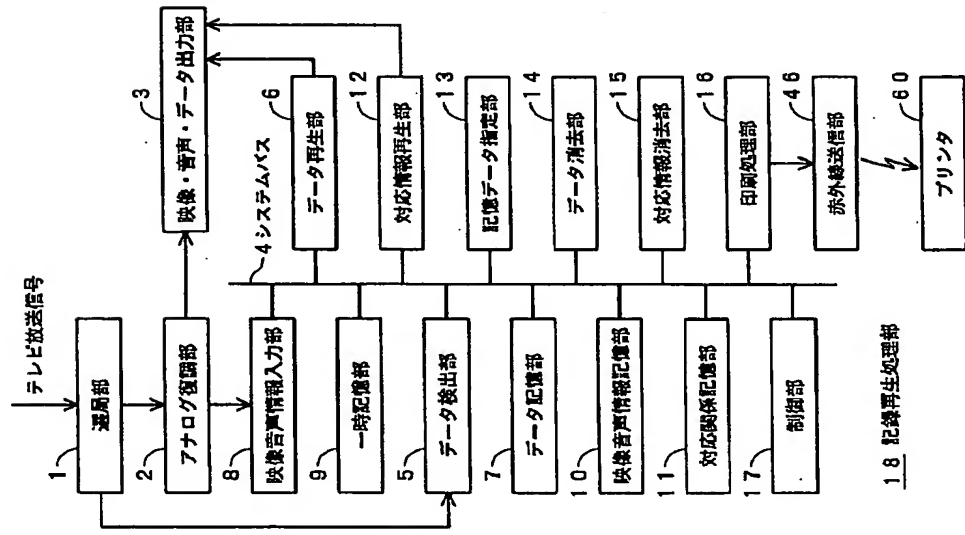 テレビ放送信号
1
選局部
2
アナログ復調部
3
映像・音声・データ出力部
4システムバス
8
映像音声情報入力部
6
データ再生部
9
一時記憶部
12
対応情報再生部
5
データ検出部
13
記憶データ指定部
7
データ記憶部
14
データ消去部
10
映像音声情報記憶部
15
対応情報消去部
11
対応関係記憶部
16
印刷処理部
17
制御部
46
赤外線送信部
60
プリンタ
18 記録再生処理部